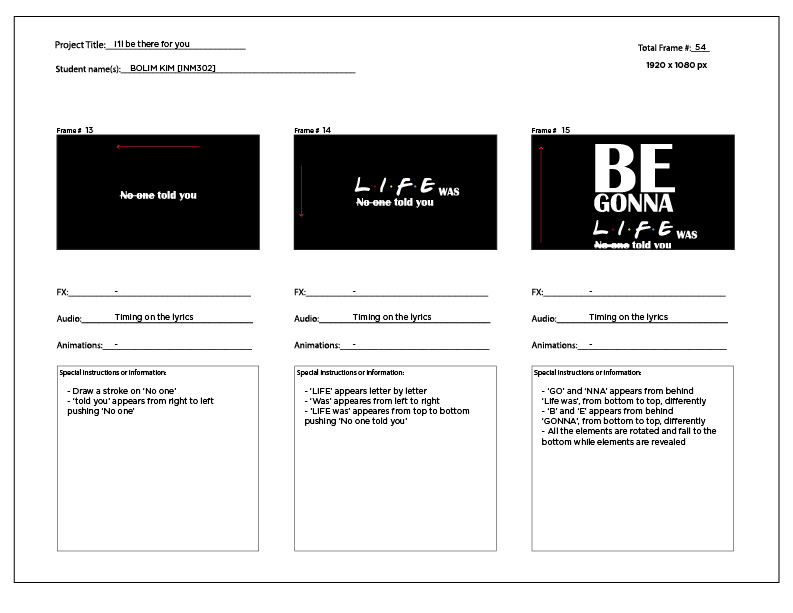 Project Title: I'll be there for you
Total Frame #: 54
Student name(s): BOLIM KIM [INM302]
1920 x 1080 px
Frame # 13
No one told you
Frame # 14
L·I·F·E WAS
No one told you
Frame # 15
BE
GONNA
L·I·F·E WAS
No one told you
FX: -
FX: -
FX: -
Audio: Timing on the lyrics
Audio: Timing on the lyrics
Audio: Timing on the lyrics
Animations: -
Animations: -
Animations: -
Special Instructions or Information:
- Draw a stroke on 'No one'
- 'told you' appears from right to left
pushing 'No one'
Special Instructions or Information:
- 'LIFE' appears letter by letter
- 'Was' appeares from left to right
- 'LIFE was' appeares from top to bottom
pushing 'No one told you'
Special Instructions or Information:
- 'GO' and 'NNA' appears from behind
'Life was', from bottom to top, differently
- 'B' and 'E' appears from behind
'GONNA', from bottom to top, differently
- All the elements are rotated and fall to the
bottom while elements are revealed